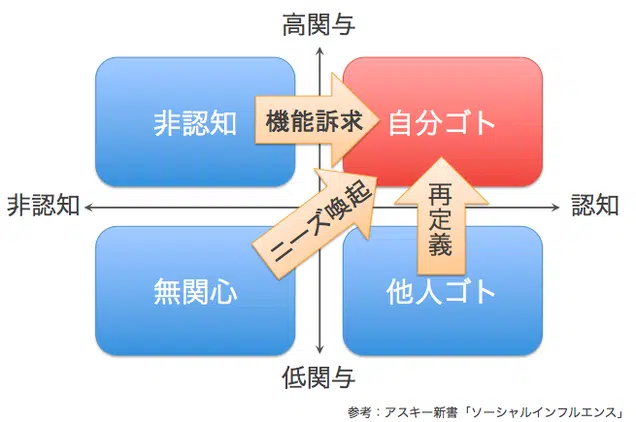 高関与
非認知
機能訴求
自分ゴト
非認知
認知
ニーズ喚起
再定義
無関心
他人ゴト
低関与
参考：アスキー新書「ソーシャルインフルエンス」